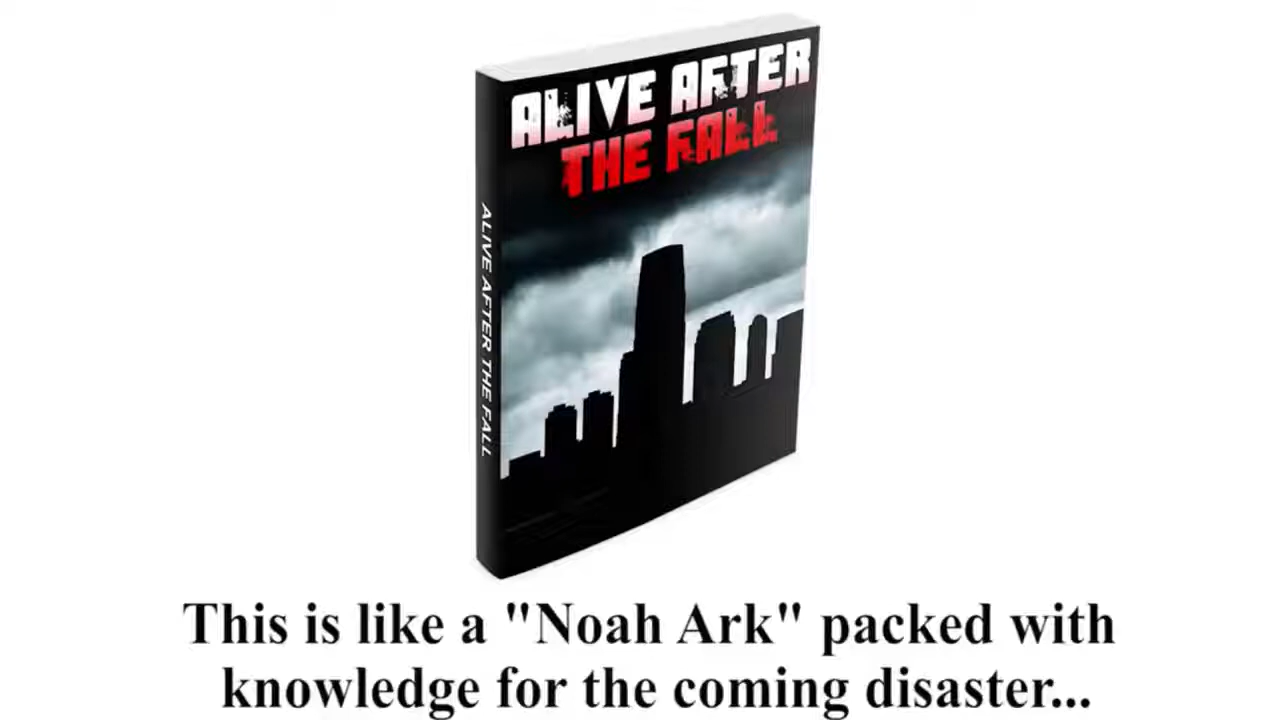 ALIVE AFTER
THE FALL
ALIVE AFTER THE FALL
This is like a "Noah Ark" packed with
knowledge for the coming disaster...